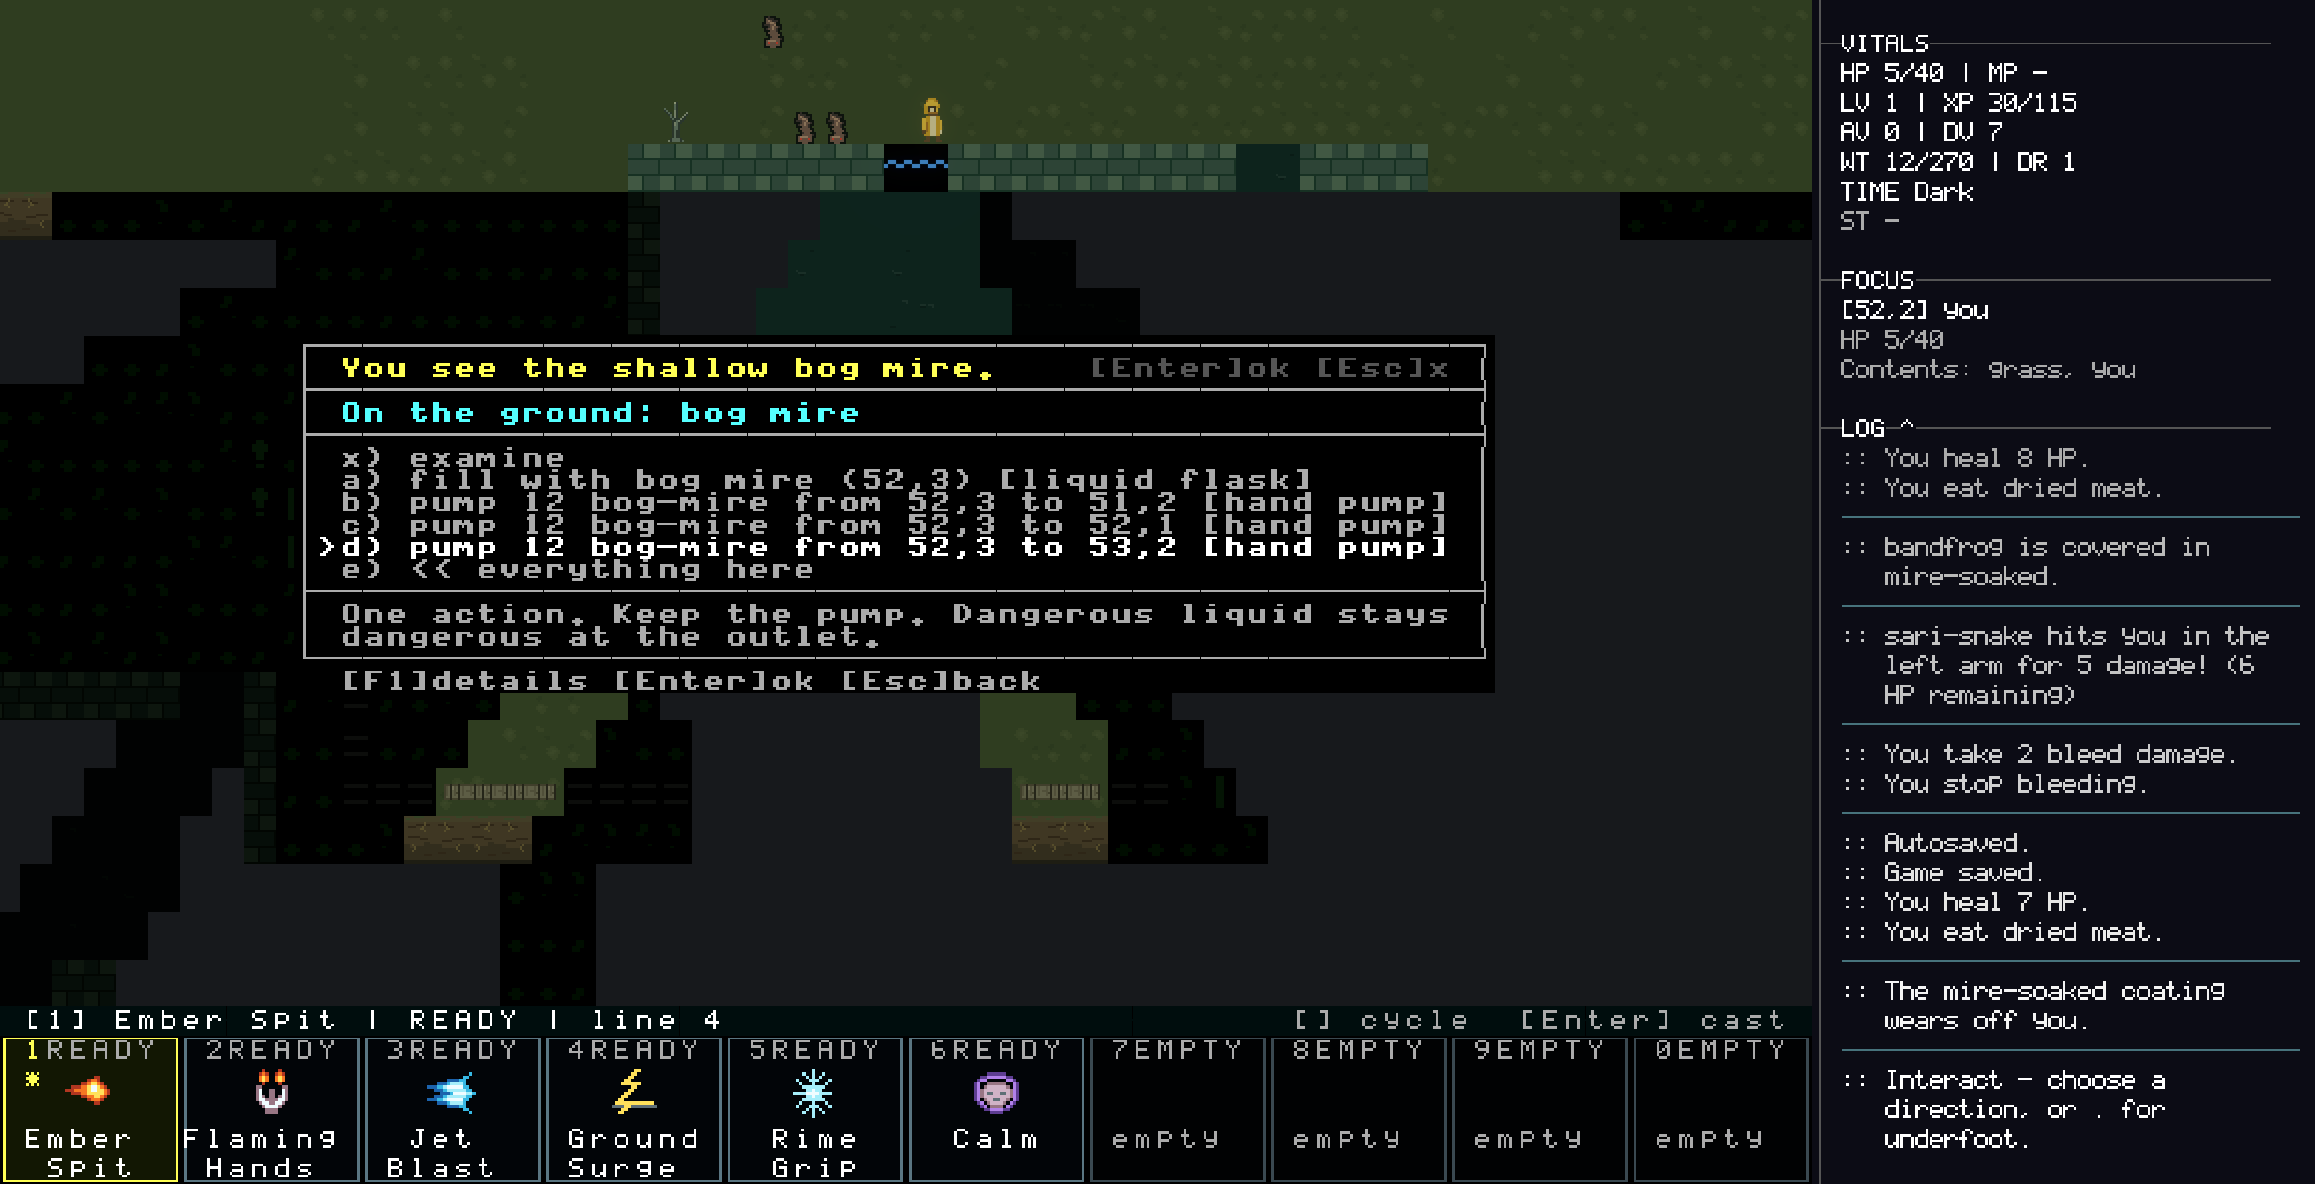 You see the shallow bog mire. [Enter]ok [Esc]x
On the ground: bog mire
x) examine
a) fill with bog mire (52,3) [liquid flask]
b) pump 12 bog-mire from 52,3 to 51,2 [hand pump]
c) pump 12 bog-mire from 52,3 to 52,1 [hand pump]
>d) pump 12 bog-mire from 52,3 to 53,2 [hand pump]
e) << everything here
One action. Keep the pump. Dangerous liquid stays
dangerous at the outlet.
[F1]details [Enter]ok [Esc]back
[1] Ember Spit | READY | line 4
[] cycle [Enter] cast
1READY 2READY 3READY 4READY 5READY 6READY 7EMPTY 8EMPTY 9EMPTY 0EMPTY
*
Ember Flaming Jet Ground Rime Calm empty empty empty empty
Spit Hands Blast Surge Grip
VITALS
HP 5/40 | MP -
LV 1 | XP 30/115
AV 0 | DV 7
WT 12/270 | DR 1
TIME Dark
ST -
FOCUS
[52,2] you
HP 5/40
Contents: grass, you
LOG ^
:: You heal 8 HP.
:: You eat dried meat.
:: bandfrog is covered in
mire-soaked.
:: sari-snake hits you in the
left arm for 5 damage! (6
HP remaining)
:: You take 2 bleed damage.
:: You stop bleeding.
:: Autosaved.
:: Game saved.
:: You heal 7 HP.
:: You eat dried meat.
:: The mire-soaked coating
wears off you.
:: Interact - choose a
direction, or . for
underfoot.